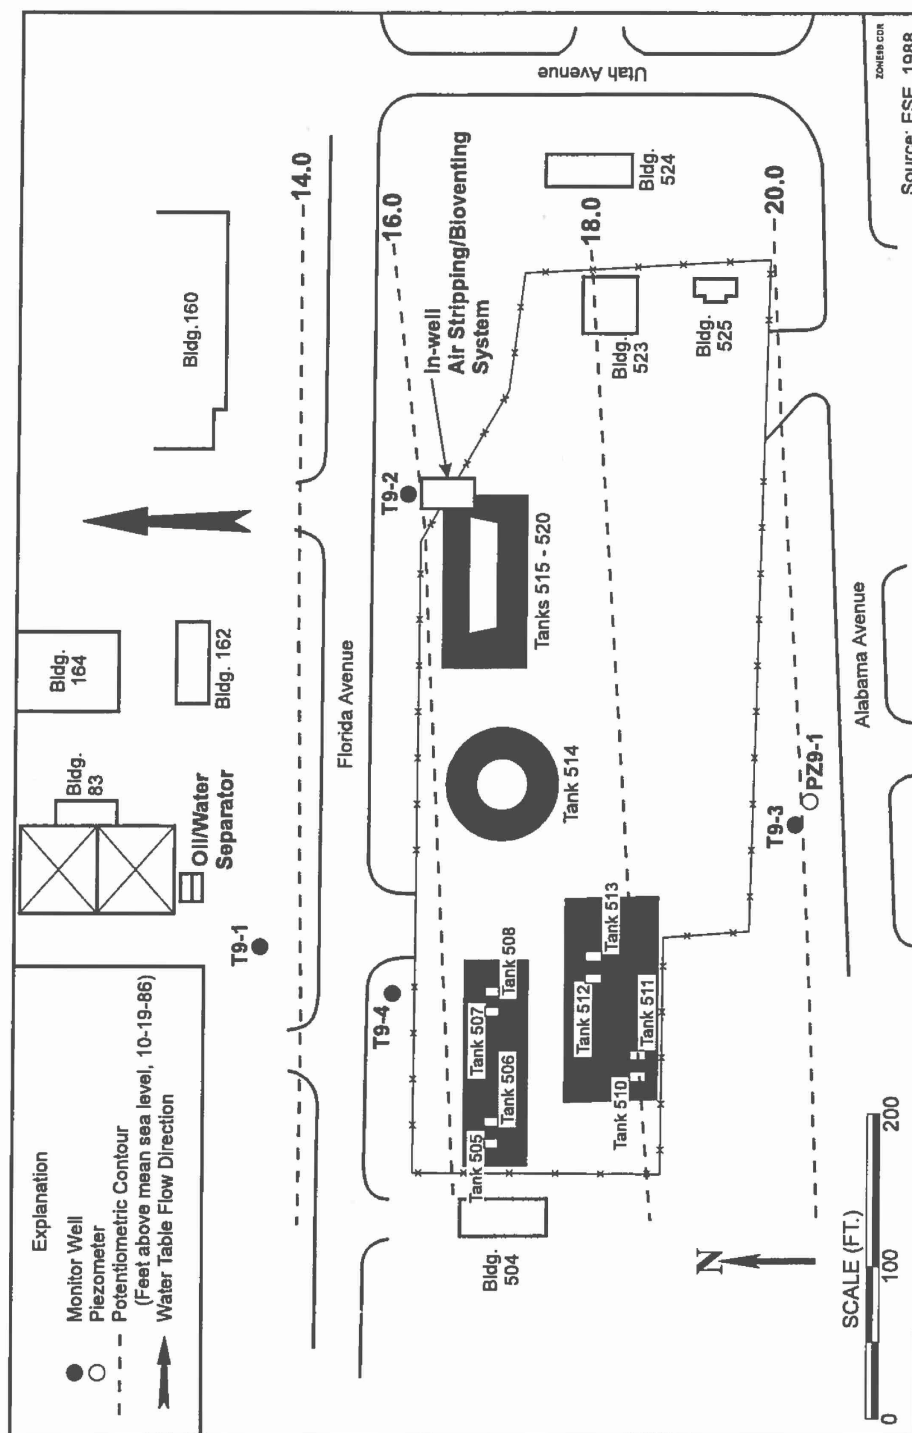 Explanation
Monitor Well
Piezometer
Potentiometric Contour
(Feet above mean sea level, 10-19-86)
Water Table Flow Direction
Bldg.
83
Bldg.
164
Bldg. 162
Bldg.160
Oil/Water
Separator
T9-1
14.0
Florida Avenue
Utah Avenue
T9-4
T9-2
16.0
In-well
Air Stripping/Bioventing
System
Bldg.
504
Tank 505
Tank 506
Tank 507
Tank 508
Tank 514
Tanks 515 - 520
Tank 510
Tank 511
Tank 512
Tank 513
18.0
Bldg.
523
Bldg.
524
Bldg.
525
20.0
T9-3
PZ9-1
Alabama Avenue
N
SCALE (FT.)
0
100
200
ZONE9B.CDR
Source: ESE, 1988